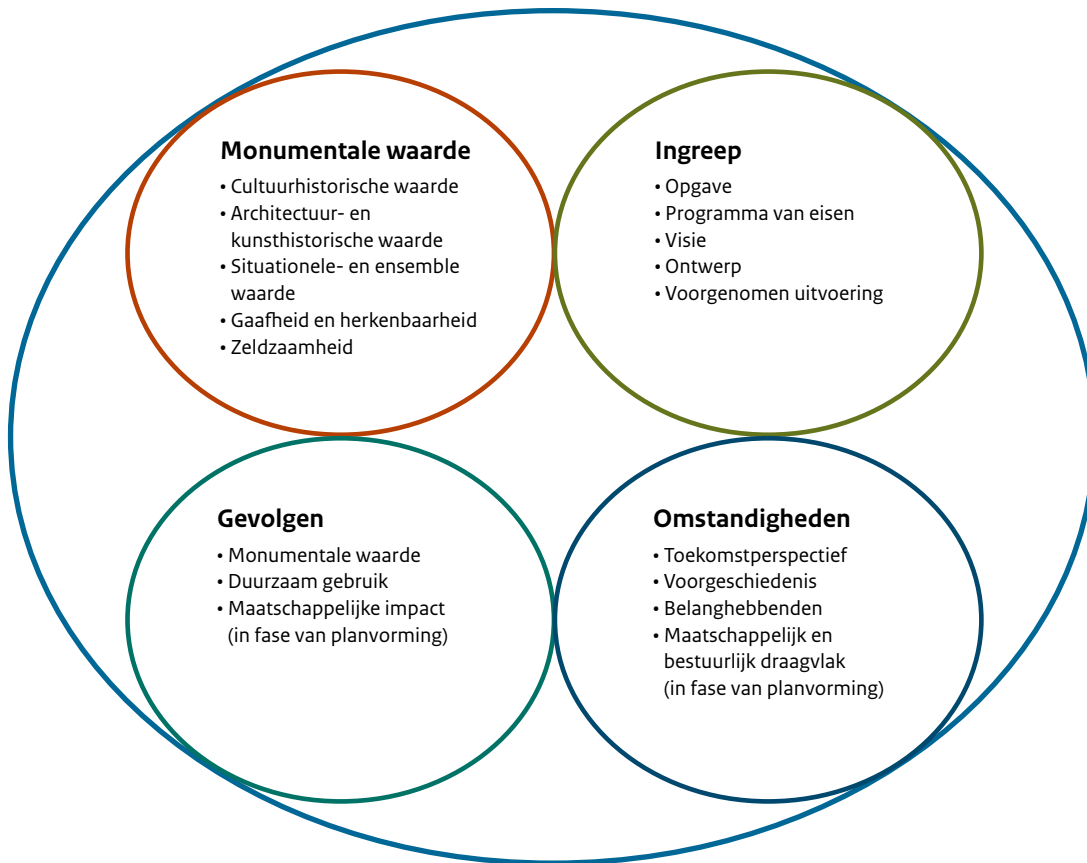 Monumentale waarde
• Cultuurhistorische waarde
• Architectuur- en
kunsthistorische waarde
• Situationele- en ensemble
waarde
• Gaafheid en herkenbaarheid
• Zeldzaamheid
Ingreep
• Opgave
• Programma van eisen
• Visie
• Ontwerp
• Voorgenomen uitvoering
Gevolgen
• Monumentale waarde
• Duurzaam gebruik
• Maatschappelijke impact
(in fase van planvorming)
Omstandigheden
• Toekomstperspectief
• Voorgeschiedenis
• Belanghebbenden
• Maatschappelijk en
bestuurlijk draagvlak
(in fase van planvorming)